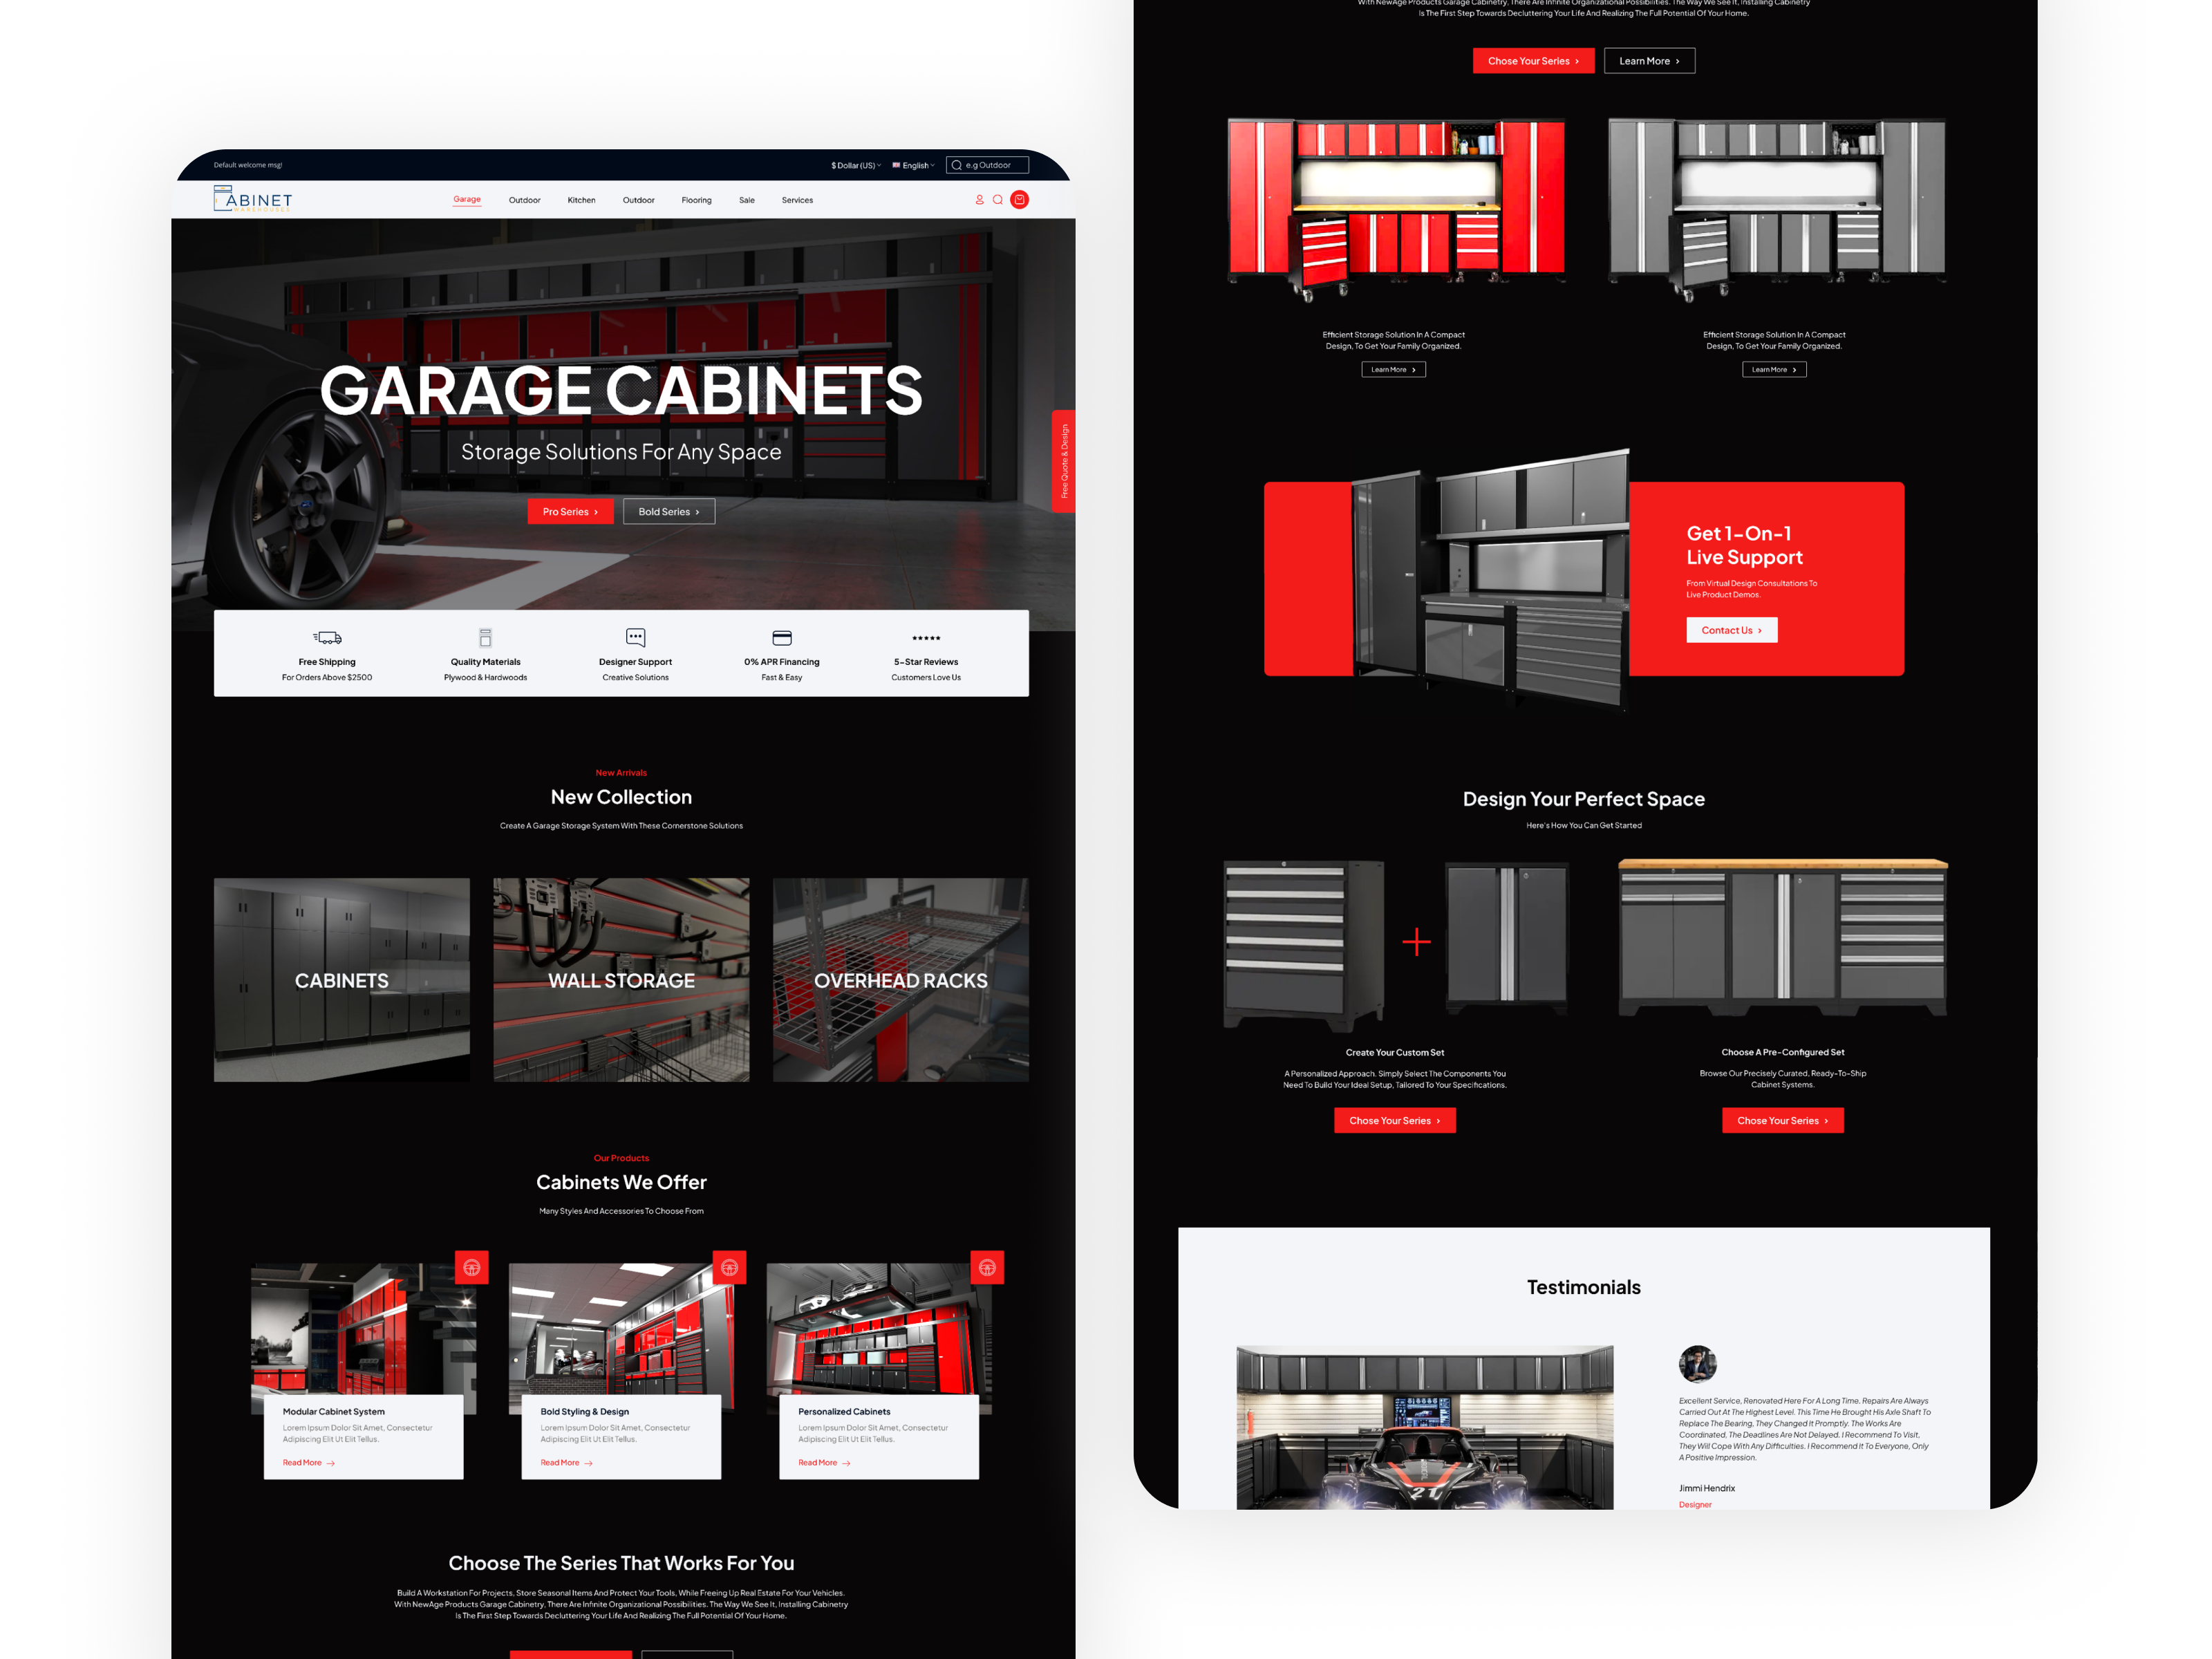 Default welcome msg!
$ Dollar (US)
English
e.g Outdoor
CABINET
WAREHOUSES
Garage
Outdoor
Kitchen
Outdoor
Flooring
Sale
Services
GARAGE CABINETS
Storage Solutions For Any Space
Pro Series
Bold Series
Free Quote & Design
Free Shipping
For Orders Above $2500
Quality Materials
Plywood & Hardwoods
Designer Support
Creative Solutions
0% APR Financing
Fast & Easy
5-Star Reviews
Customers Love Us
New Arrivals
New Collection
Create A Garage Storage System With These Cornerstone Solutions
CABINETS
WALL STORAGE
OVERHEAD RACKS
Our Products
Cabinets We Offer
Many Styles And Accessories To Choose From
Modular Cabinet System
Lorem Ipsum Dolor Sit Amet, Consectetur
Adipiscing Elit Ut Elit Tellus.
Read More
Bold Styling & Design
Lorem Ipsum Dolor Sit Amet, Consectetur
Adipiscing Elit Ut Elit Tellus.
Read More
Personalized Cabinets
Lorem Ipsum Dolor Sit Amet, Consectetur
Adipiscing Elit Ut Elit Tellus.
Read More
Choose The Series That Works For You
Build A Workstation For Projects, Store Seasonal Items And Protect Your Tools, While Freeing Up Real Estate For Your Vehicles.
With NewAge Products Garage Cabinetry, There Are Infinite Organizational Possibilities. The Way We See It, Installing Cabinetry
Is The First Step Towards Decluttering Your Life And Realizing The Full Potential Of Your Home.
With NewAge Products Garage Cabinetry, There Are Infinite Organizational Possibilities. The Way We See It, Installing Cabinetry
Is The First Step Towards Decluttering Your Life And Realizing The Full Potential Of Your Home.
Chose Your Series
Learn More
Efficient Storage Solution In A Compact
Design, To Get Your Family Organized.
Learn More
Efficient Storage Solution In A Compact
Design, To Get Your Family Organized.
Learn More
Get 1-On-1
Live Support
From Virtual Design Consultations To
Live Product Demos.
Contact Us
Design Your Perfect Space
Here's How You Can Get Started
Create Your Custom Set
A Personalized Approach. Simply Select The Components You
Need To Build Your Ideal Setup, Tailored To Your Specifications.
Chose Your Series
Choose A Pre-Configured Set
Browse Our Precisely Curated, Ready-To-Ship
Cabinet Systems.
Chose Your Series
Testimonials
21
Excellent Service, Renovated Here For A Long Time. Repairs Are Always
Carried Out At The Highest Level. This Time He Brought His Axle Shaft To
Replace The Bearing, They Changed It Promptly. The Works Are
Coordinated, The Deadlines Are Not Delayed. I Recommend To Visit,
They Will Cope With Any Difficulties. I Recommend It To Everyone, Only
A Positive Impression.
Jimmi Hendrix
Designer